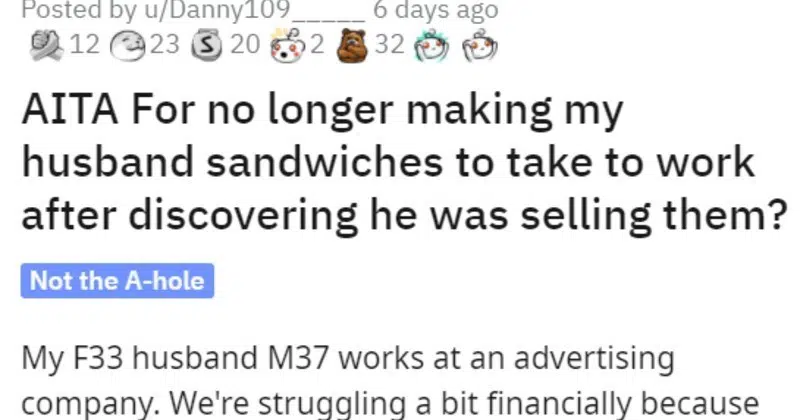 Posted by u/Danny109_____ 6 days ago
12 23 S 20 2 32
AITA For no longer making my
husband sandwiches to take to work
after discovering he was selling them?
Not the A-hole
My F33 husband M37 works at an advertising
company. We're struggling a bit financially because